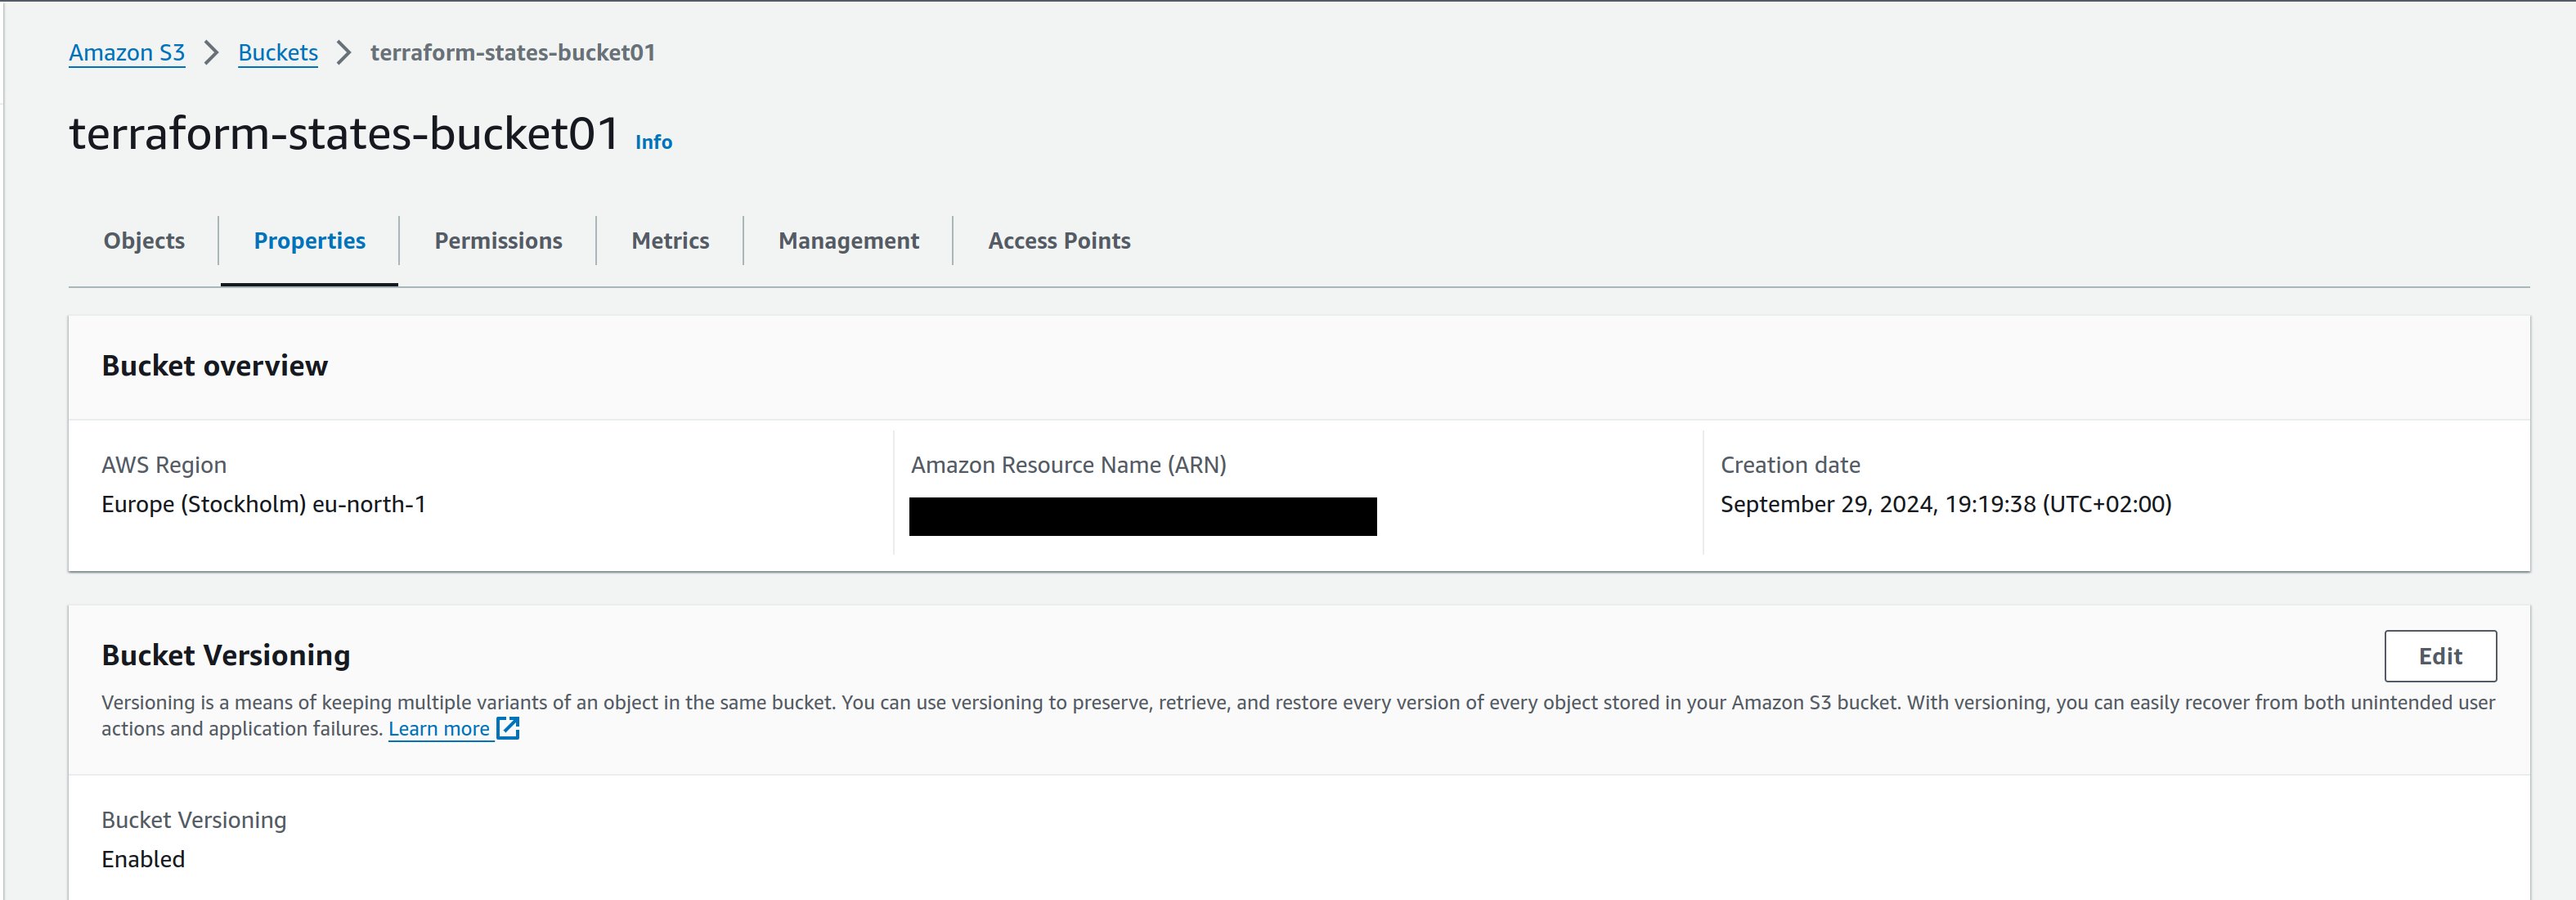 Amazon S3 > Buckets > terraform-states-bucket01
terraform-states-bucket01 Info
Objects Properties Permissions Metrics Management Access Points
Bucket overview
AWS Region Amazon Resource Name (ARN) Creation date
Europe (Stockholm) eu-north-1 September 29, 2024, 19:19:38 (UTC+02:00)
Bucket Versioning Edit
Versioning is a means of keeping multiple variants of an object in the same bucket. You can use versioning to preserve, retrieve, and restore every version of every object stored in your Amazon S3 bucket. With versioning, you can easily recover from both unintended user
actions and application failures. Learn more
Bucket Versioning
Enabled